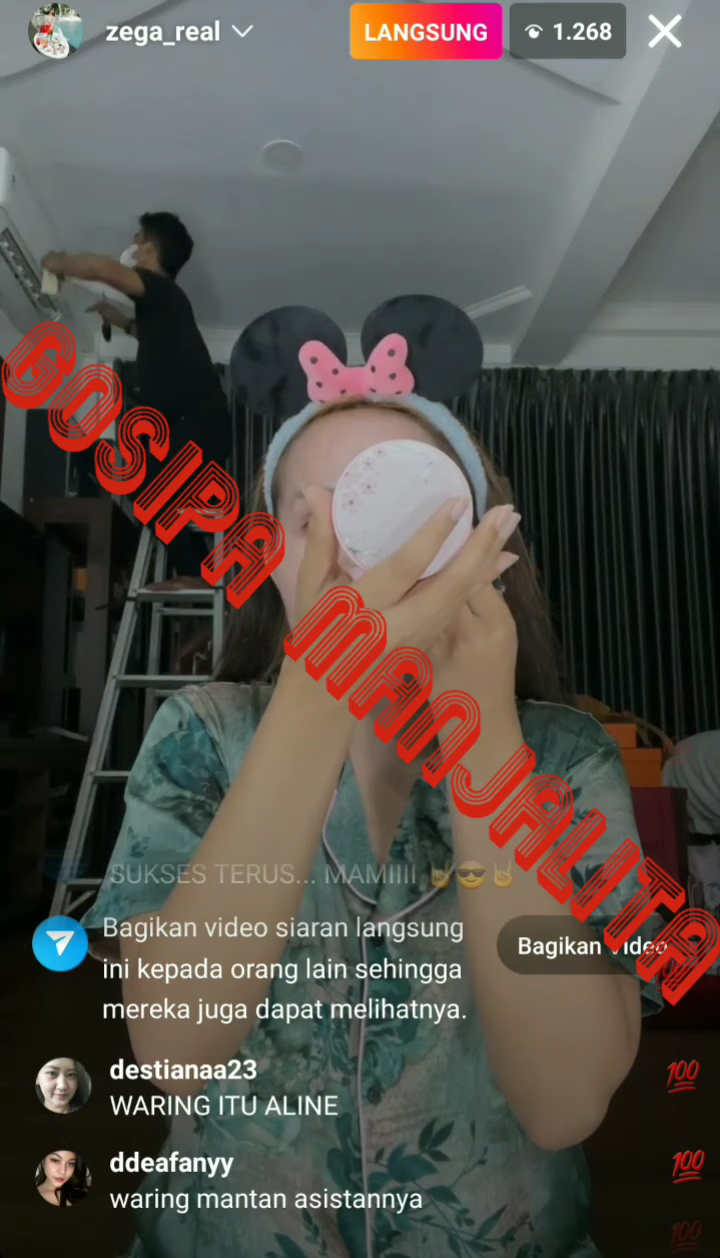 zega_real
LANGSUNG
1.268
GOSIPA MANJALITA
SUKSES TERUS... MAMIIII 🤘😎🤘
Bagikan video siaran langsung
ini kepada orang lain sehingga
mereka juga dapat melihatnya.
Bagikan video
destianaa23
WARING ITU ALINE
💯
ddeafanyy
waring mantan asistannya
💯
💯